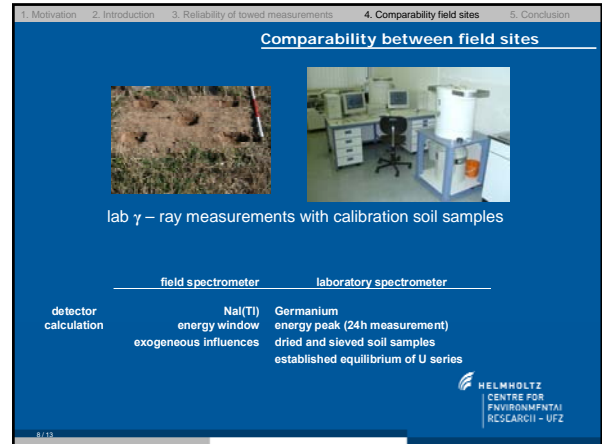 1. Motivation 2. Introduction 3. Reliability of towed measurements 4. Comparability field sites 5. Conclusion
Comparability between field sites
lab γ – ray measurements with calibration soil samples
field spectrometer laboratory spectrometer
detector NaI(Tl) Germanium
calculation energy window energy peak (24h measurement)
exogeneous influences dried and sieved soil samples
established equilibrium of U series
HELMHOLTZ
CENTRE FOR
ENVIRONMENTAL
RESEARCH – UFZ
8 / 13